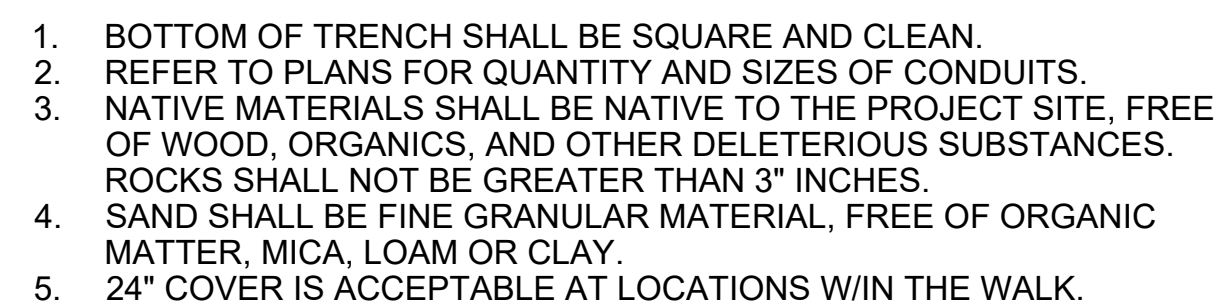 1. BOTTOM OF TRENCH SHALL BE SQUARE AND CLEAN.
2. REFER TO PLANS FOR QUANTITY AND SIZES OF CONDUITS.
3. NATIVE MATERIALS SHALL BE NATIVE TO THE PROJECT SITE, FREE
OF WOOD, ORGANICS, AND OTHER DELETERIOUS SUBSTANCES.
ROCKS SHALL NOT BE GREATER THAN 3" INCHES.
4. SAND SHALL BE FINE GRANULAR MATERIAL, FREE OF ORGANIC
MATTER, MICA, LOAM OR CLAY.
5. 24" COVER IS ACCEPTABLE AT LOCATIONS W/IN THE WALK.